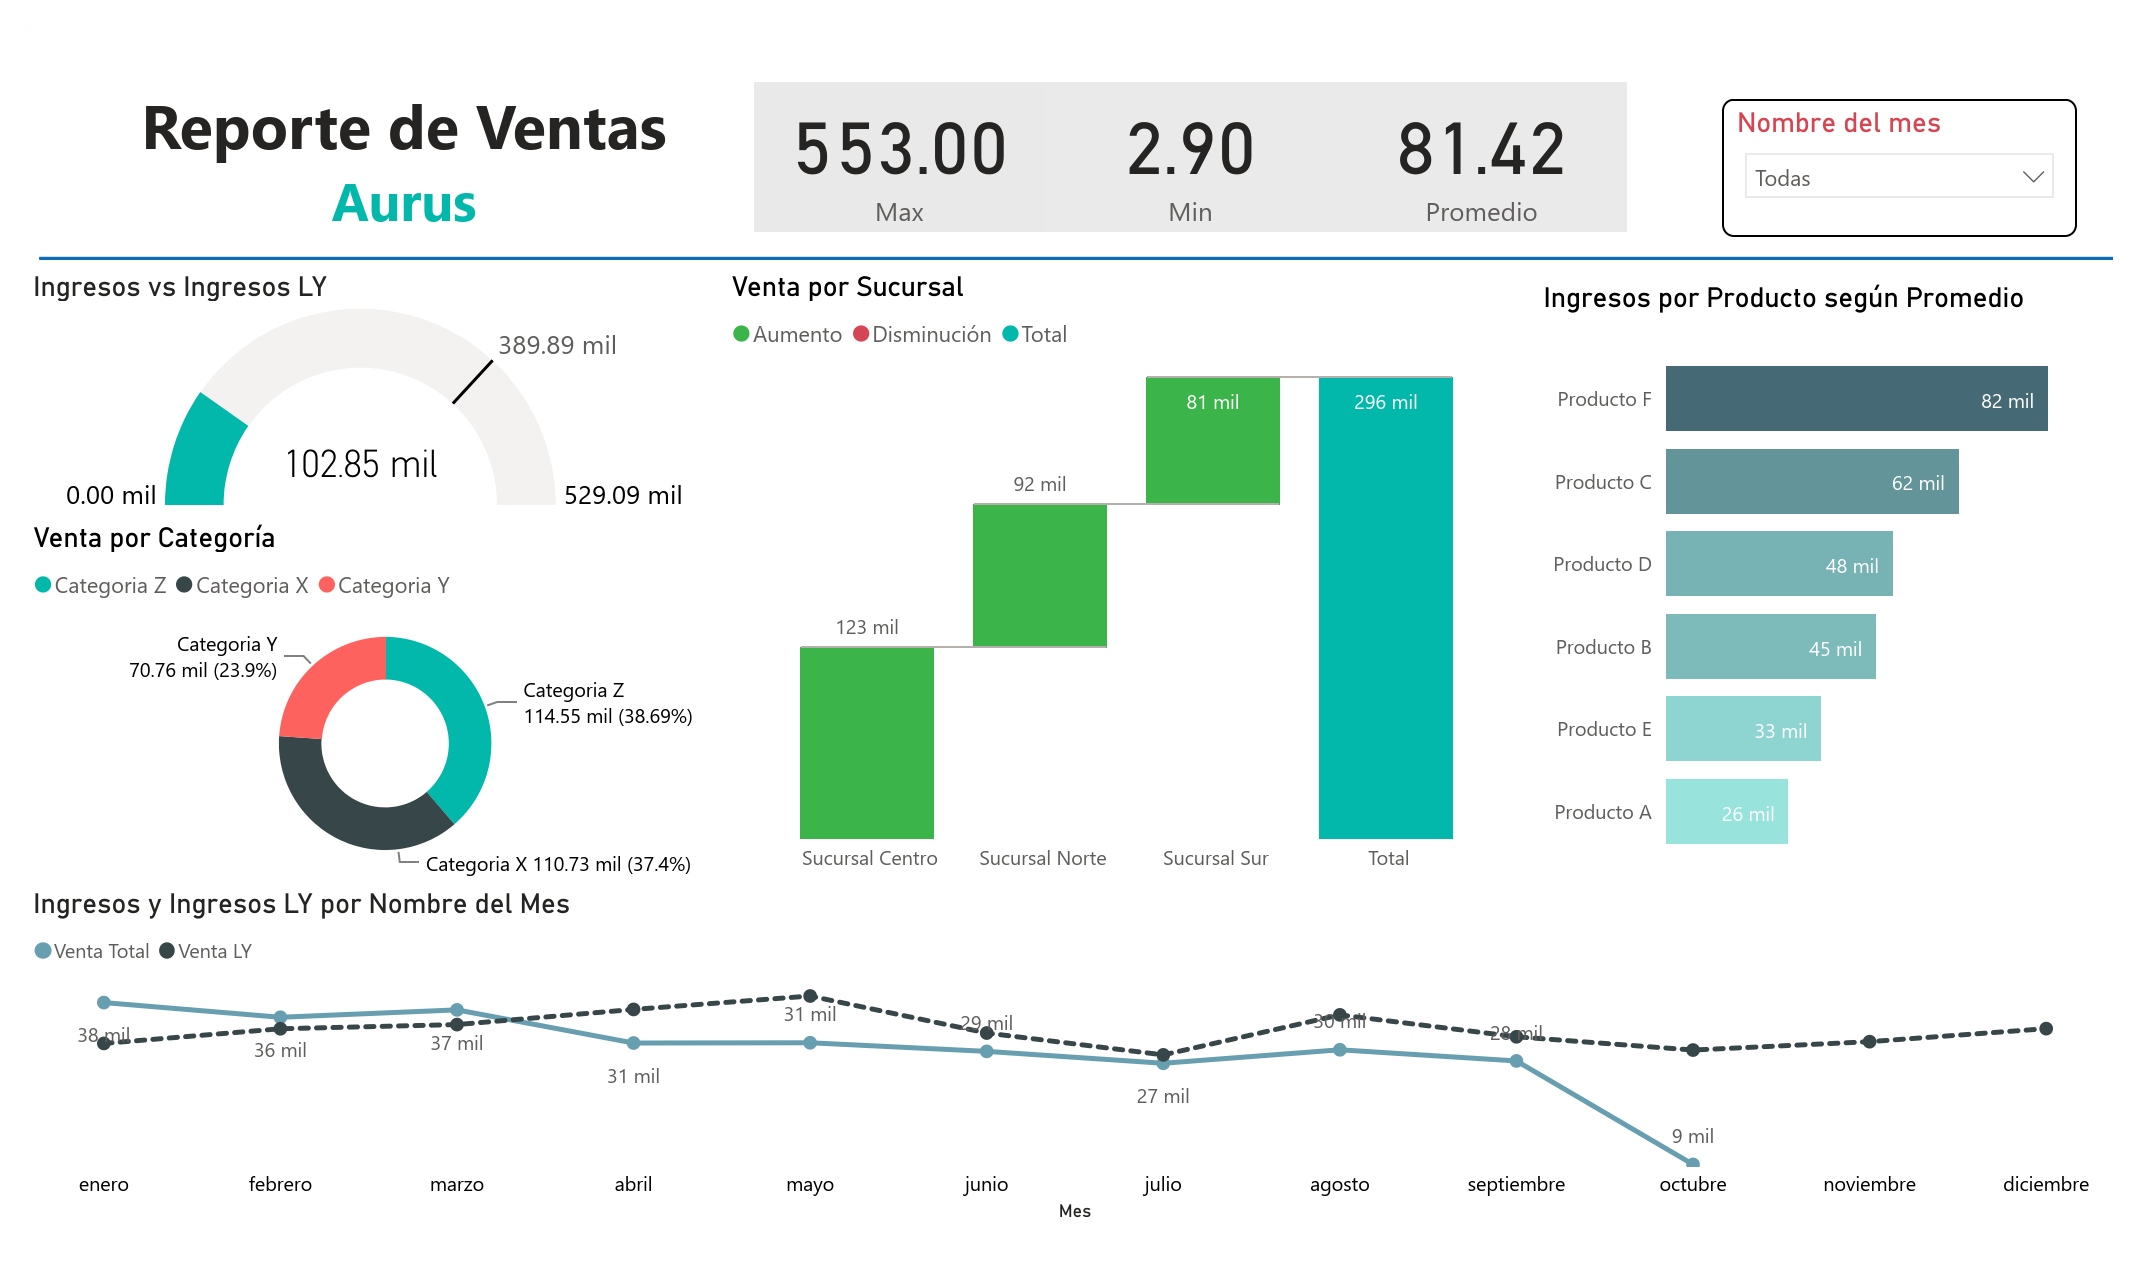 Reporte de Ventas
Aurus
553.00
Max
2.90
Min
81.42
Promedio
Nombre del mes
Todas
Ingresos vs Ingresos LY
389.89 mil
102.85 mil
0.00 mil
529.09 mil
Venta por Categoría
Categoria Z Categoria X Categoria Y
Categoria Y
70.76 mil (23.9%)
Categoria Z
114.55 mil (38.69%)
Categoria X 110.73 mil (37.4%)
Venta por Sucursal
Aumento Disminución Total
81 mil
296 mil
92 mil
123 mil
Sucursal Centro Sucursal Norte Sucursal Sur Total
Ingresos por Producto según Promedio
Producto F 82 mil
Producto C 62 mil
Producto D 48 mil
Producto B 45 mil
Producto E 33 mil
Producto A 26 mil
Ingresos y Ingresos LY por Nombre del Mes
Venta Total Venta LY
38 mil 36 mil 37 mil 31 mil 31 mil 29 mil 27 mil 30 mil 28 mil 9 mil
enero febrero marzo abril mayo junio julio agosto septiembre octubre noviembre diciembre
Mes